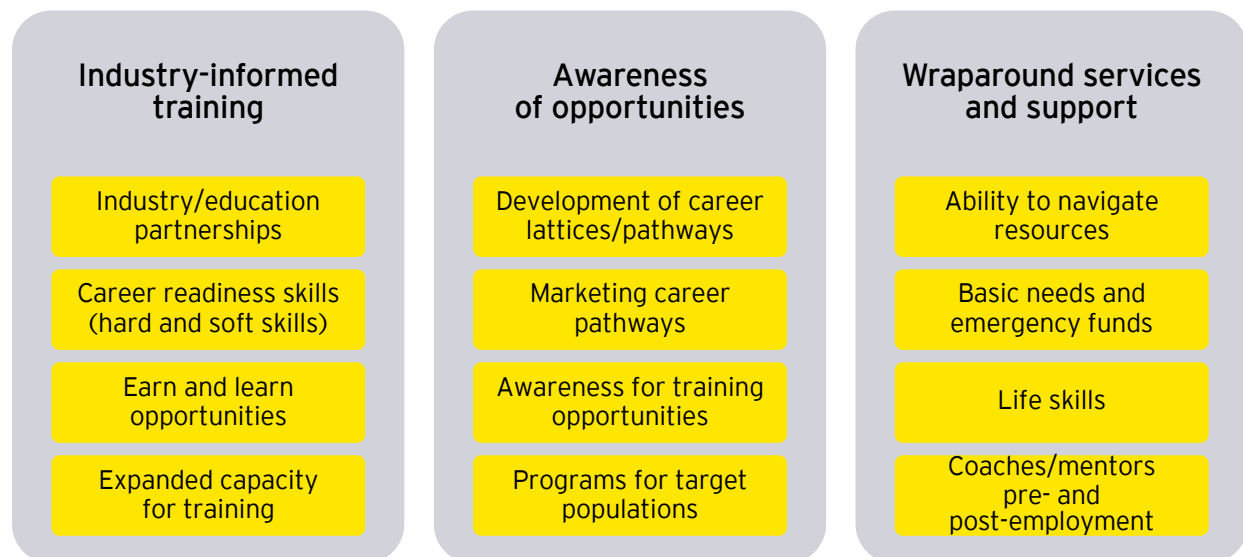 Industry-informed
training
Industry/education
partnerships
Career readiness skills
(hard and soft skills)
Earn and learn
opportunities
Expanded capacity
for training
Awareness
of opportunities
Development of career
lattices/pathways
Marketing career
pathways
Awareness for training
opportunities
Programs for target
populations
Wraparound services
and support
Ability to navigate
resources
Basic needs and
emergency funds
Life skills
Coaches/mentors
pre- and
post-employment